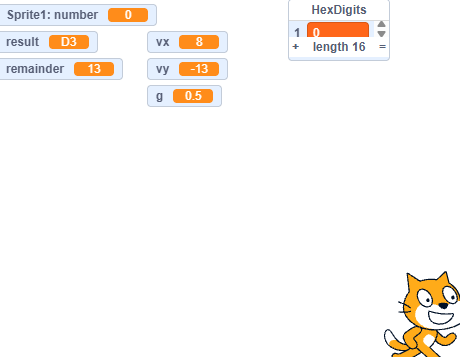 Sprite1: number 0
result D3
remainder 13
vx 8
vy -13
g 0.5
HexDigits
1 0
+ length 16 =